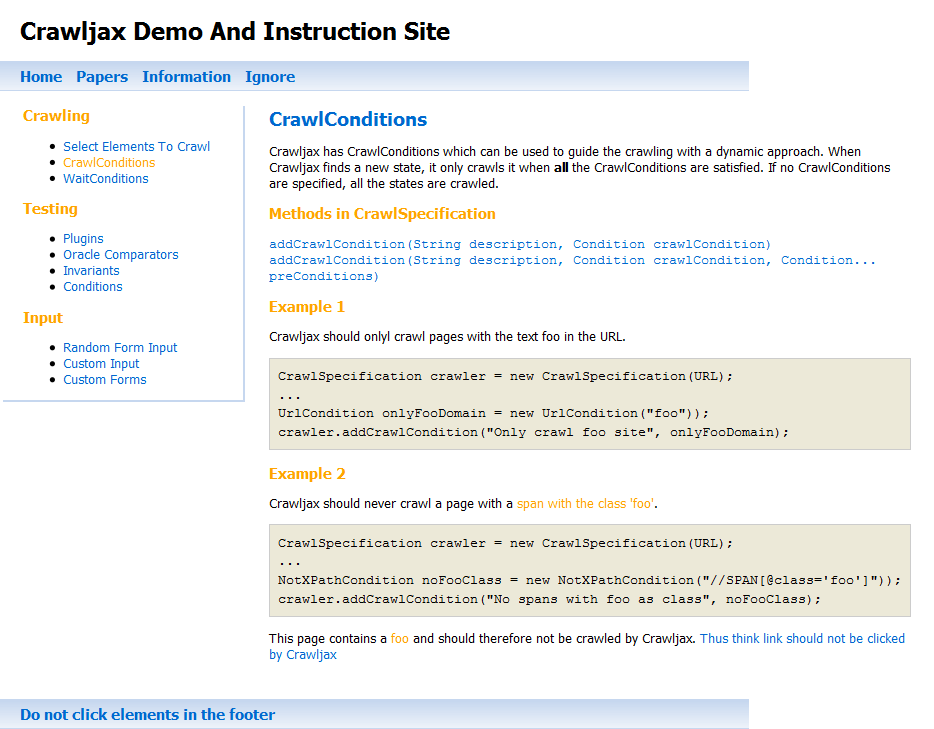 Crawljax Demo And Instruction Site
Home Papers Information Ignore
Crawling
Select Elements To Crawl
CrawlConditions
WaitConditions
Testing
Plugins
Oracle Comparators
Invariants
Conditions
Input
Random Form Input
Custom Input
Custom Forms
CrawlConditions
Crawljax has CrawlConditions which can be used to guide the crawling with a dynamic approach. When
Crawljax finds a new state, it only crawls it when all the CrawlConditions are satisfied. If no CrawlConditions
are specified, all the states are crawled.
Methods in CrawlSpecification
addCrawlCondition(String description, Condition crawlCondition)
addCrawlCondition(String description, Condition crawlCondition, Condition...
preConditions)
Example 1
Crawljax should onlyl crawl pages with the text foo in the URL.
CrawlSpecification crawler = new CrawlSpecification(URL);
...
UrlCondition onlyFooDomain = new UrlCondition("foo"));
crawler.addCrawlCondition("Only crawl foo site", onlyFooDomain);
Example 2
Crawljax should never crawl a page with a span with the class 'foo'.
CrawlSpecification crawler = new CrawlSpecification(URL);
...
NotXPathCondition noFooClass = new NotXPathCondition("//SPAN[@class='foo']"));
crawler.addCrawlCondition("No spans with foo as class", noFooClass);
This page contains a foo and should therefore not be crawled by Crawljax. Thus think link should not be clicked
by Crawljax
Do not click elements in the footer